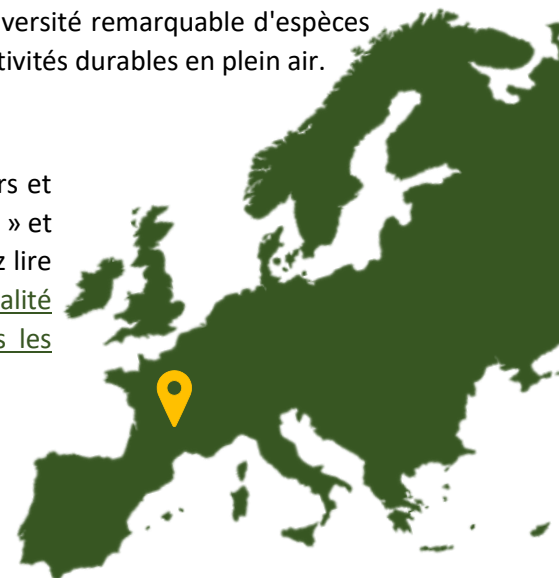 versité remarquable d'espèces
tivités durables en plein air.
rs et
» et
z lire
alité
s les